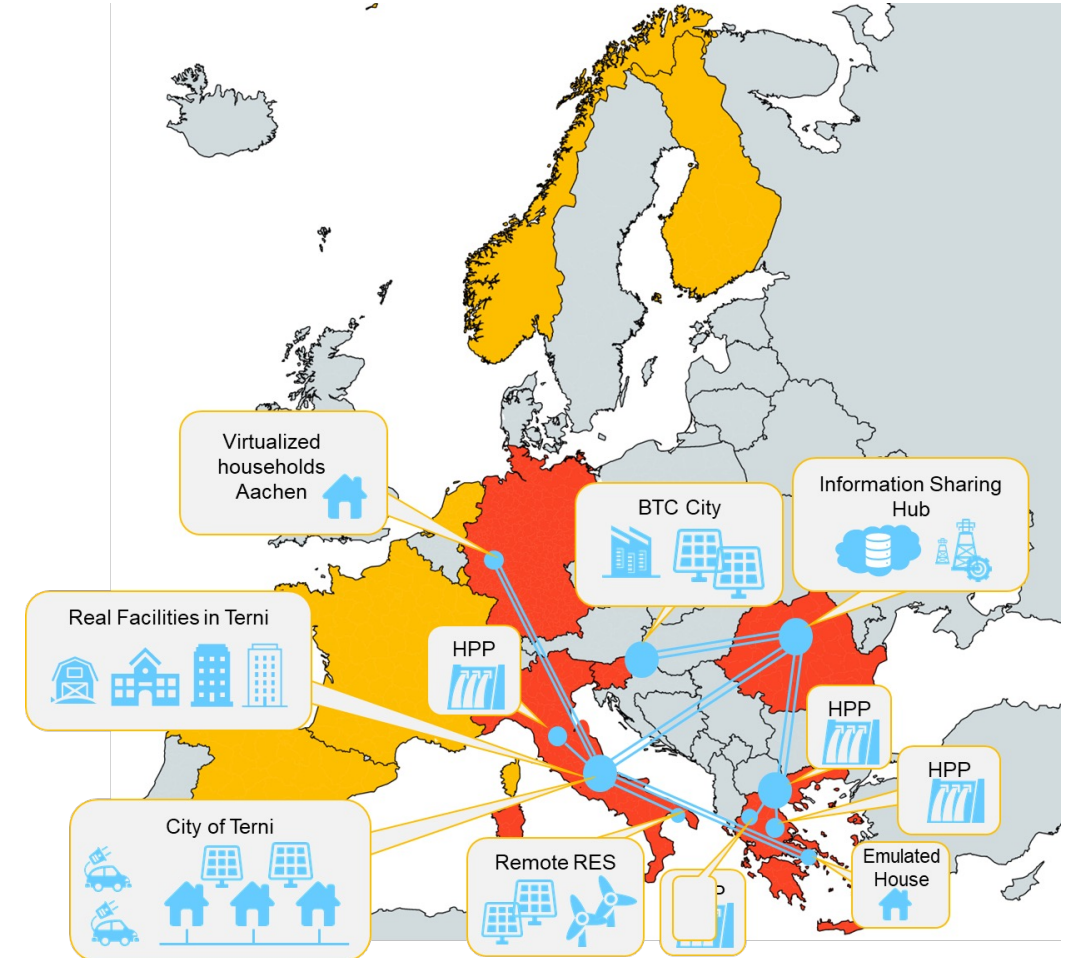 Virtualized
households
Aachen
BTC City
Information Sharing
Hub
Real Facilities in Terni
HPP
HPP
HPP
City of Terni
Remote RES
Emulated
House